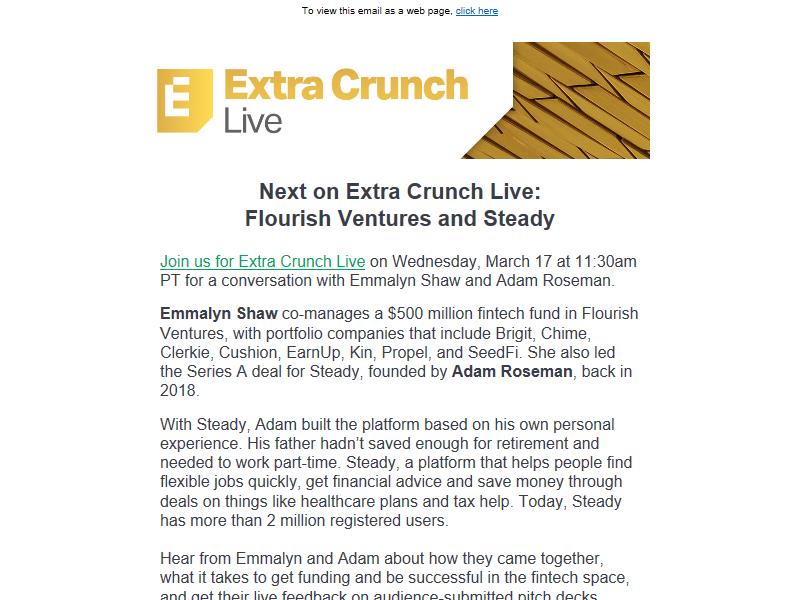 To view this email as a web page, click here
E Extra Crunch
Live
Next on Extra Crunch Live:
Flourish Ventures and Steady
Join us for Extra Crunch Live on Wednesday, March 17 at 11:30am
PT for a conversation with Emmalyn Shaw and Adam Roseman.
Emmalyn Shaw co-manages a $500 million fintech fund in Flourish
Ventures, with portfolio companies that include Brigit, Chime,
Clerkie, Cushion, EarnUp, Kin, Propel, and SeedFi. She also led
the Series A deal for Steady, founded by Adam Roseman, back in
2018.
With Steady, Adam built the platform based on his own personal
experience. His father hadn’t saved enough for retirement and
needed to work part-time. Steady, a platform that helps people find
flexible jobs quickly, get financial advice and save money through
deals on things like healthcare plans and tax help. Today, Steady
has more than 2 million registered users.
Hear from Emmalyn and Adam about how they came together,
what it takes to get funding and be successful in the fintech space,
and get their live feedback on audience-submitted pitch decks